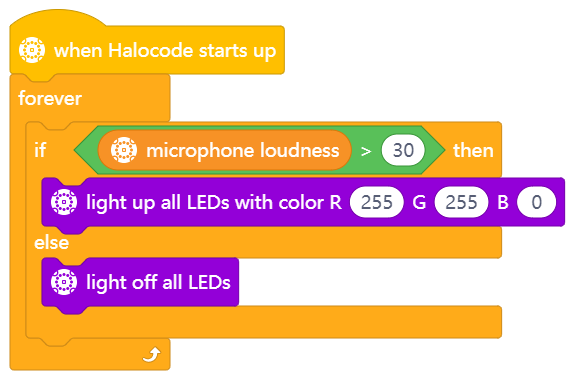 when Halocode starts up
forever
if microphone loudness > 30 then
light up all LEDs with color R 255 G 255 B 0
else
light off all LEDs